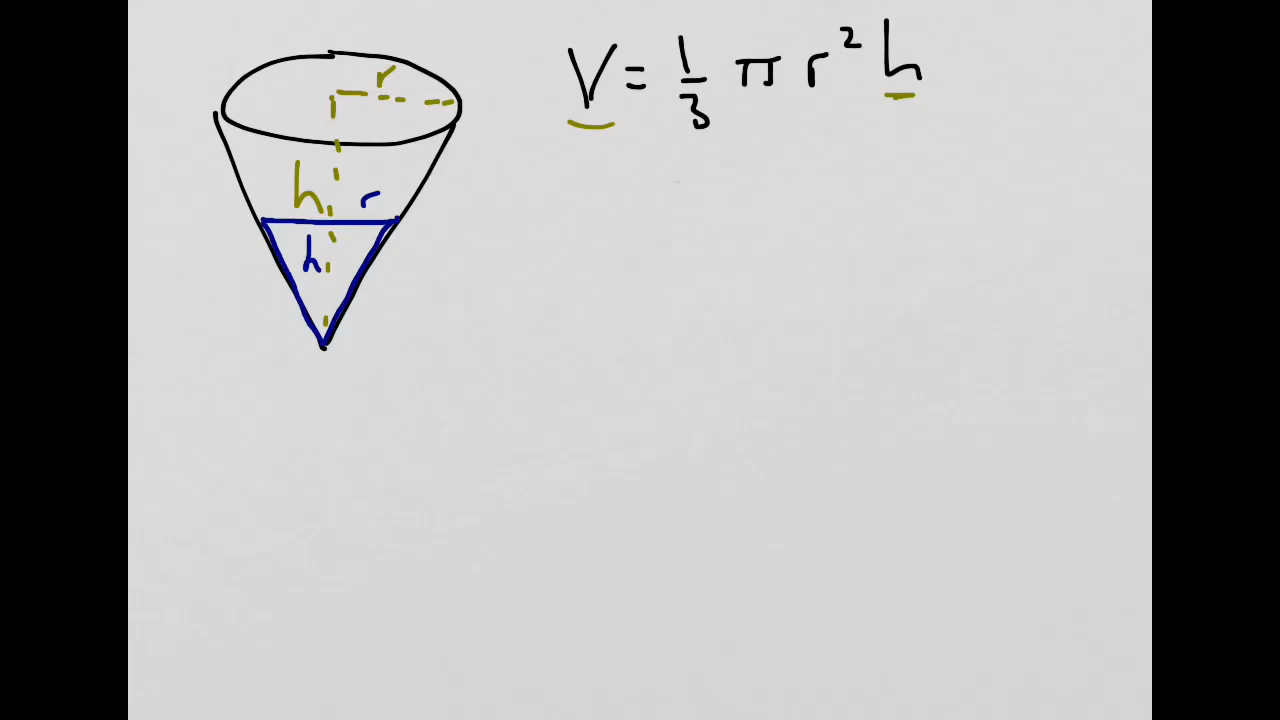 V = 1/3 π r² h
r
h
r
h